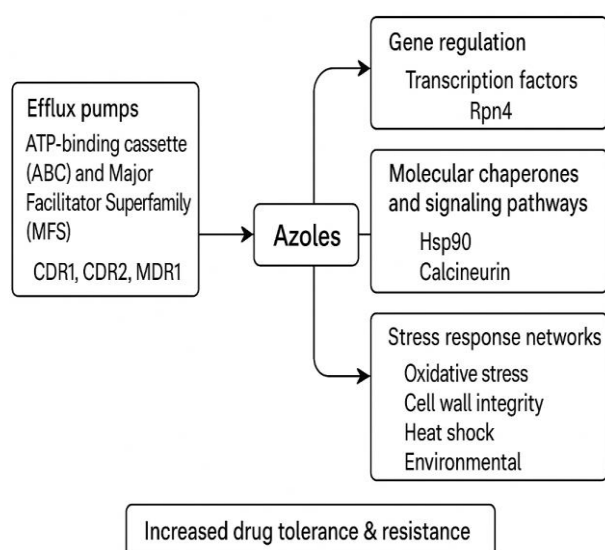 Efflux pumps
ATP-binding cassette
(ABC) and Major
Facilitator Superfamily
(MFS)
CDR1, CDR2, MDR1
Azoles
Gene regulation
Transcription factors
Rpn4
Molecular chaperones
and signaling pathways
Hsp90
Calcineurin
Stress response networks
Oxidative stress
Cell wall integrity
Heat shock
Environmental
Increased drug tolerance & resistance